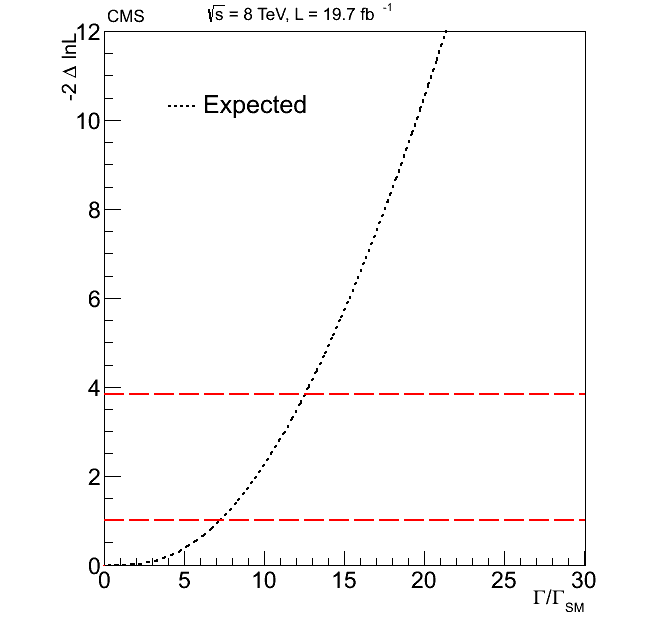 CMS √s = 8 TeV, L = 19.7 fb ⁻¹
-2 Δ lnL
Expected
12
10
8
6
4
2
0
0 5 10 15 20 25 30
Γ/Γ_SM